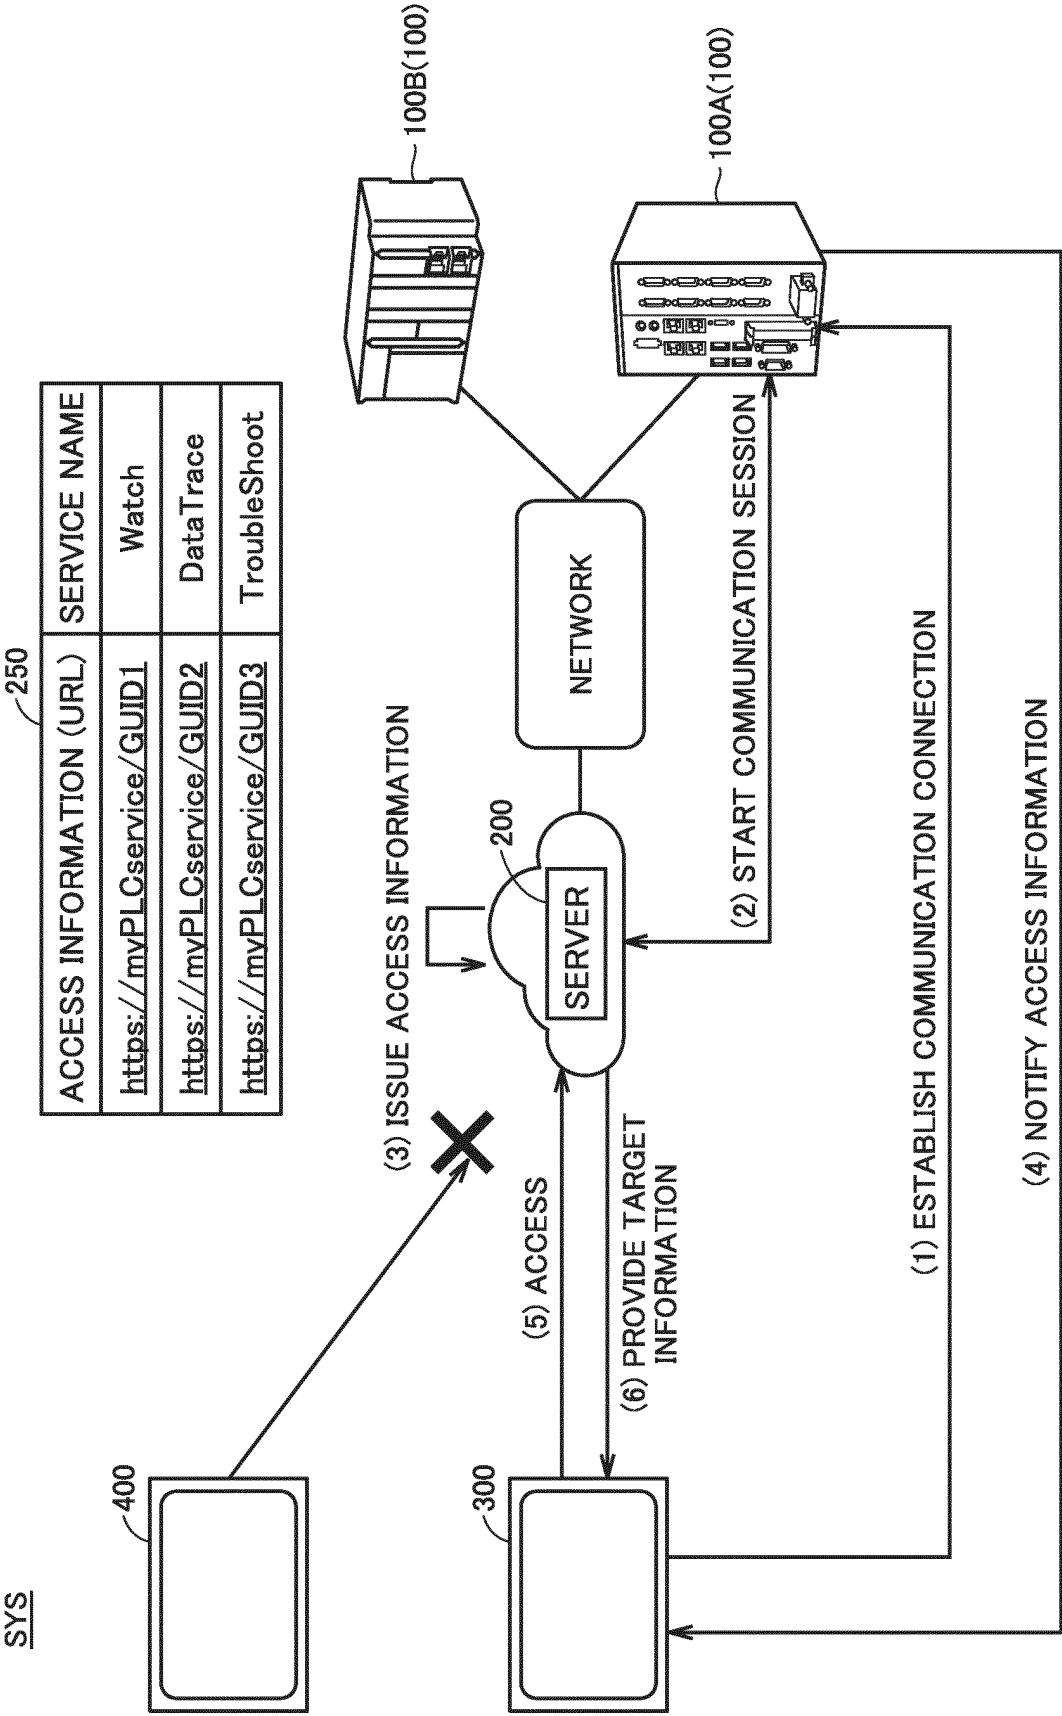 SYS
250
ACCESS INFORMATION (URL) SERVICE NAME
https://myPLCservice/GUID1 Watch
https://myPLCservice/GUID2 DataTrace
https://myPLCservice/GUID3 TroubleShoot
400
(3) ISSUE ACCESS INFORMATION
100B(100)
300
(5) ACCESS
200
SERVER
NETWORK
(6) PROVIDE TARGET
INFORMATION
100A(100)
(2) START COMMUNICATION SESSION
(1) ESTABLISH COMMUNICATION CONNECTION
(4) NOTIFY ACCESS INFORMATION